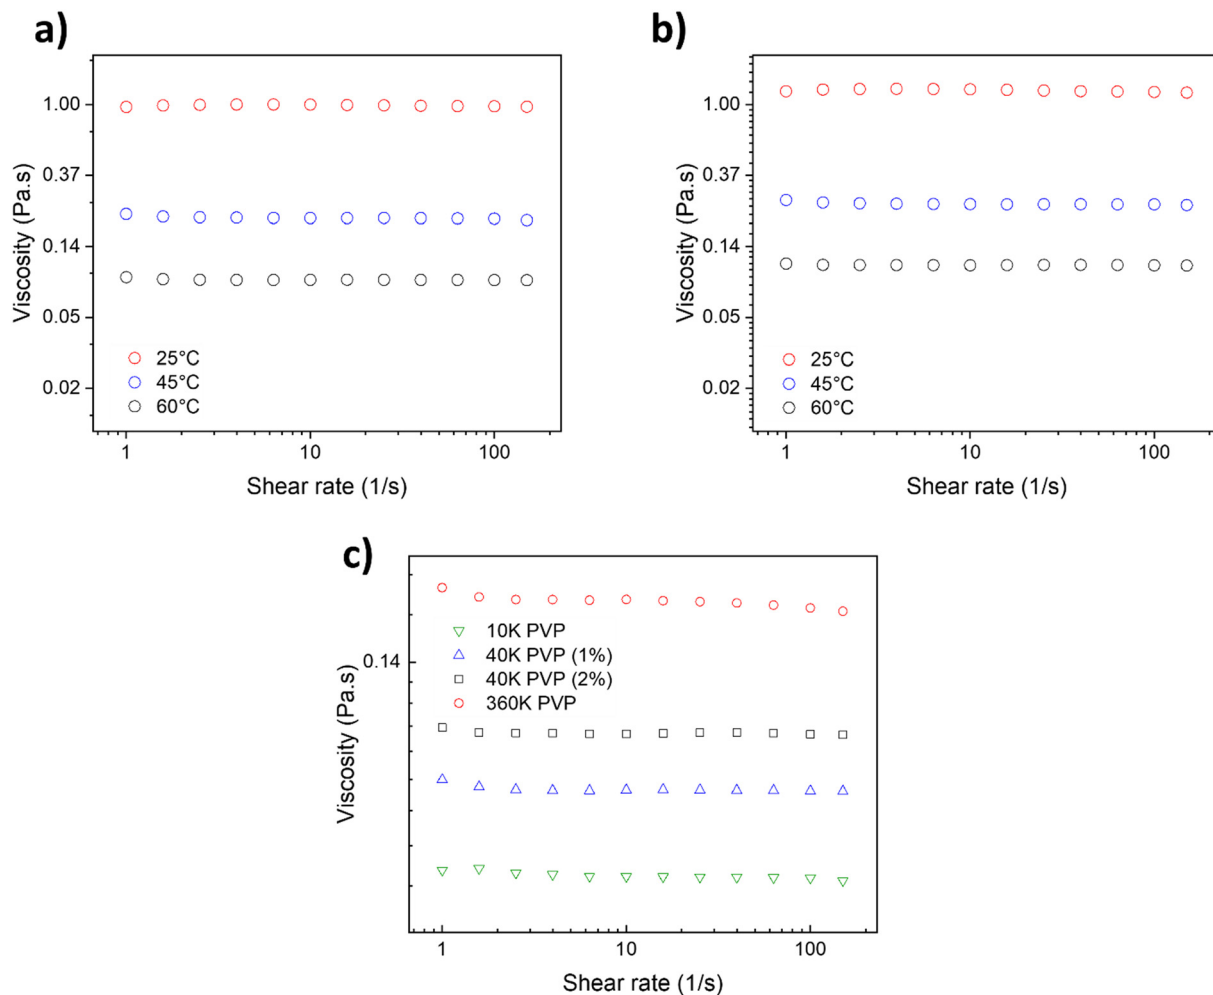 a)
1.00
0.37
0.14
0.05
0.02
Viscosity (Pa.s)
25°C
45°C
60°C
1
10
100
Shear rate (1/s)
b)
1.00
0.37
0.14
0.05
0.02
Viscosity (Pa.s)
25°C
45°C
60°C
1
10
100
Shear rate (1/s)
c)
0.14
Viscosity (Pa.s)
10K PVP
40K PVP (1%)
40K PVP (2%)
360K PVP
1
10
100
Shear rate (1/s)